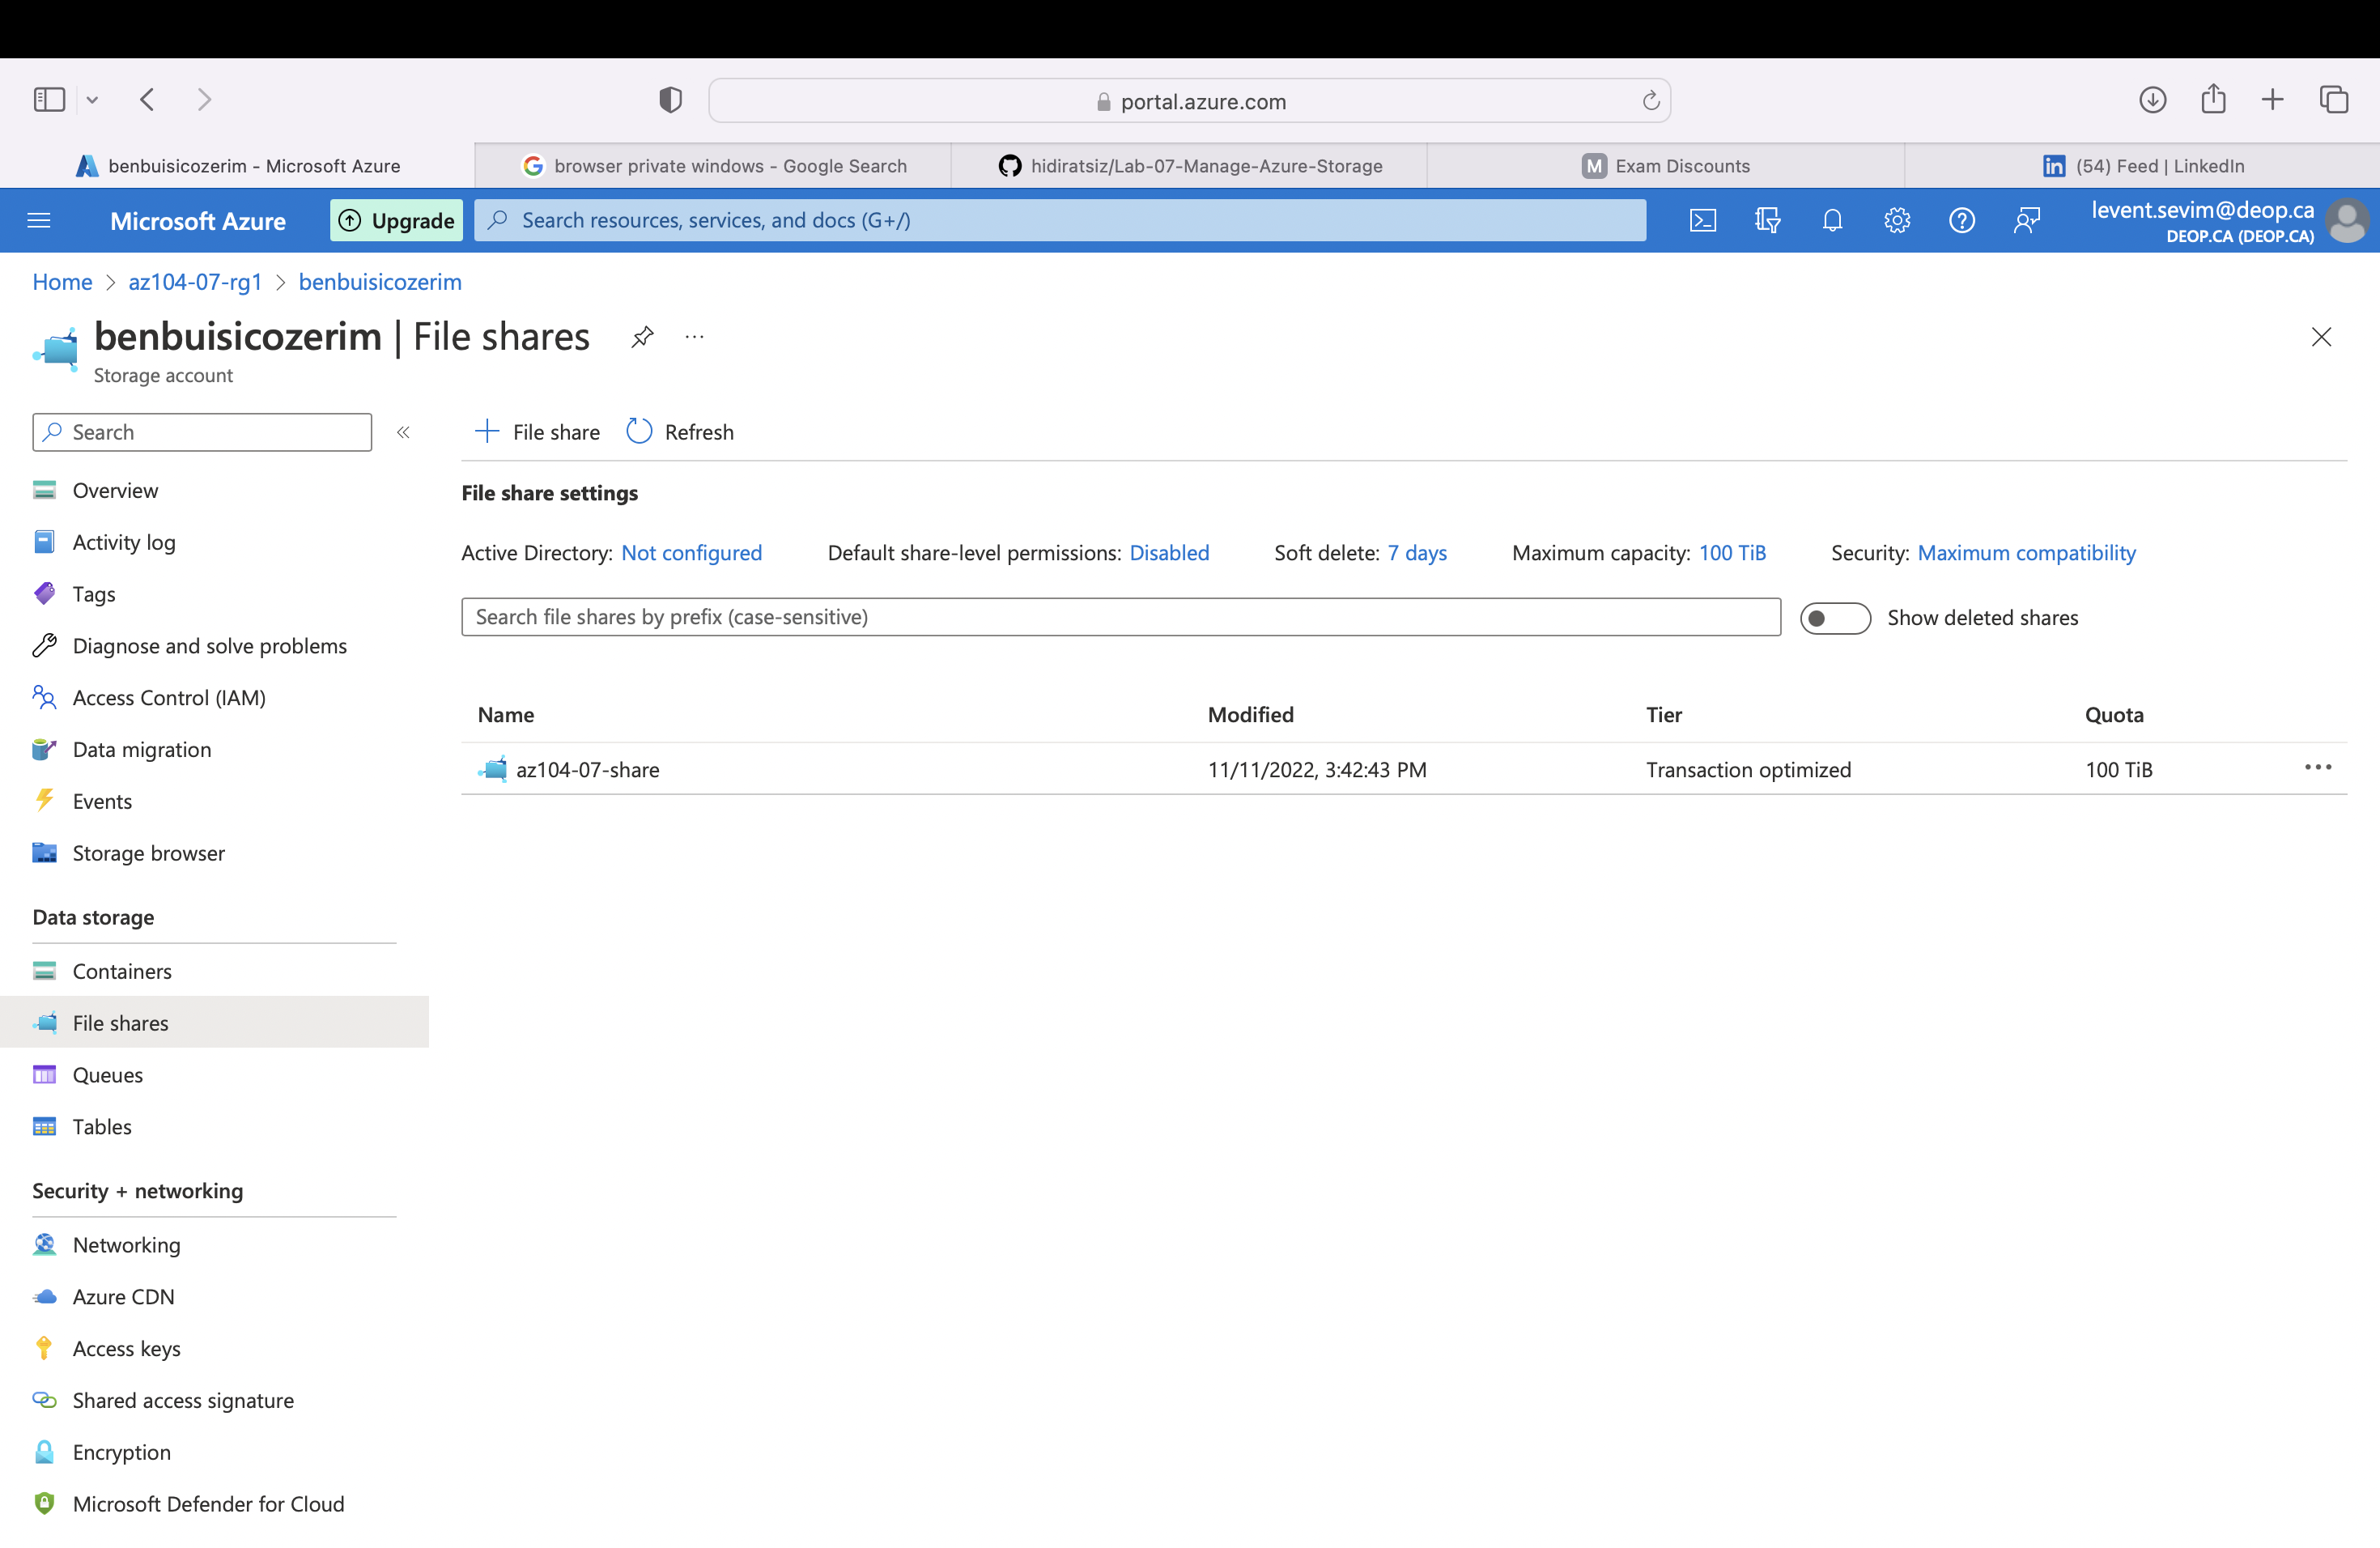 portal.azure.com
benbuisicozerim - Microsoft Azure
browser private windows - Google Search
hidiratsiz/Lab-07-Manage-Azure-Storage
M Exam Discounts
in (54) Feed | LinkedIn
Microsoft Azure
Upgrade
Search resources, services, and docs (G+/)
levent.sevim@deop.ca
DEOP.CA (DEOP.CA)
Home > az104-07-rg1 > benbuisicozerim
benbuisicozerim | File shares
Storage account
Search
Overview
Activity log
Tags
Diagnose and solve problems
Access Control (IAM)
Data migration
Events
Storage browser
Data storage
Containers
File shares
Queues
Tables
Security + networking
Networking
Azure CDN
Access keys
Shared access signature
Encryption
Microsoft Defender for Cloud
File share
Refresh
File share settings
Active Directory: Not configured
Default share-level permissions: Disabled
Soft delete: 7 days
Maximum capacity: 100 TiB
Security: Maximum compatibility
Search file shares by prefix (case-sensitive)
Show deleted shares
Name Modified Tier Quota
az104-07-share 11/11/2022, 3:42:43 PM Transaction optimized 100 TiB